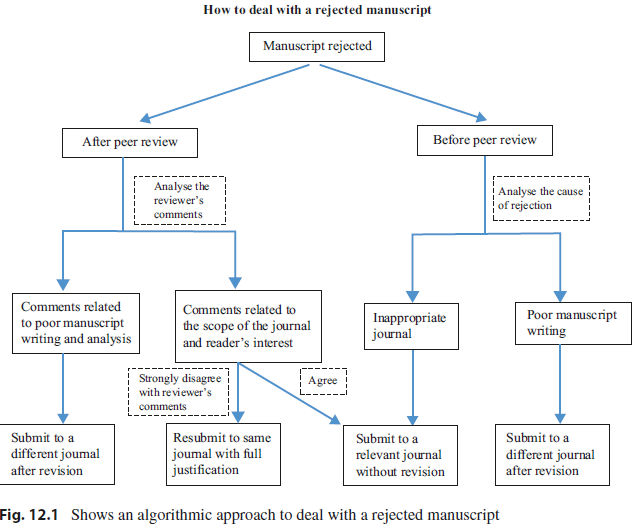 How to deal with a rejected manuscript
Manuscript rejected
After peer review
Before peer review
Analyse the
reviewer's
comments
Analyse the cause
of rejection
Comments related
to poor manuscript
writing and analysis
Comments related to
the scope of the journal
and reader's interest
Inappropriate
journal
Poor manuscript
writing
Strongly disagree
with reviewer's
comments
Agree
Submit to a
different journal
after revision
Resubmit to same
journal with full
justification
Submit to a
relevant journal
without revision
Submit to a
different journal
after revision
Fig. 12.1 Shows an algorithmic approach to deal with a rejected manuscript